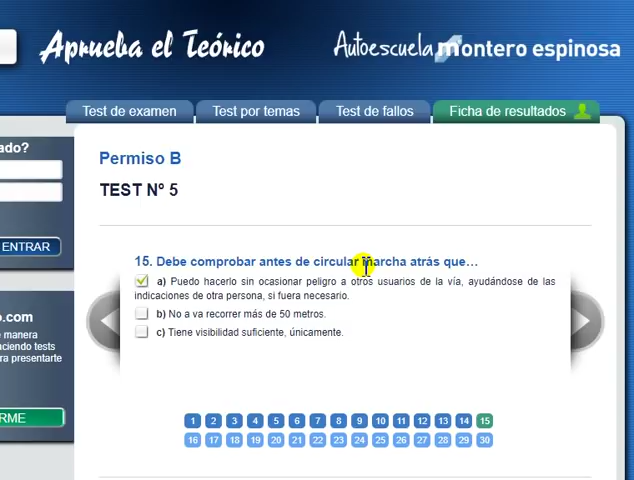 Aprueba el Teórico
Autoescuela montero espinosa
Test de examen
Test por temas
Test de fallos
Ficha de resultados
ado?
ENTRAR
o.com
manera
aciendo tests
ra presentarte
RME
Permiso B
TEST Nº 5
15. Debe comprobar antes de circular marcha atrás que…
a) Puedo hacerlo sin ocasionar peligro a otros usuarios de la vía, ayudándose de las
indicaciones de otra persona, si fuera necesario.
b) No a va recorrer más de 50 metros.
c) Tiene visibilidad suficiente, únicamente.
1 2 3 4 5 6 7 8 9 10 11 12 13 14 15
16 17 18 19 20 21 22 23 24 25 26 27 28 29 30